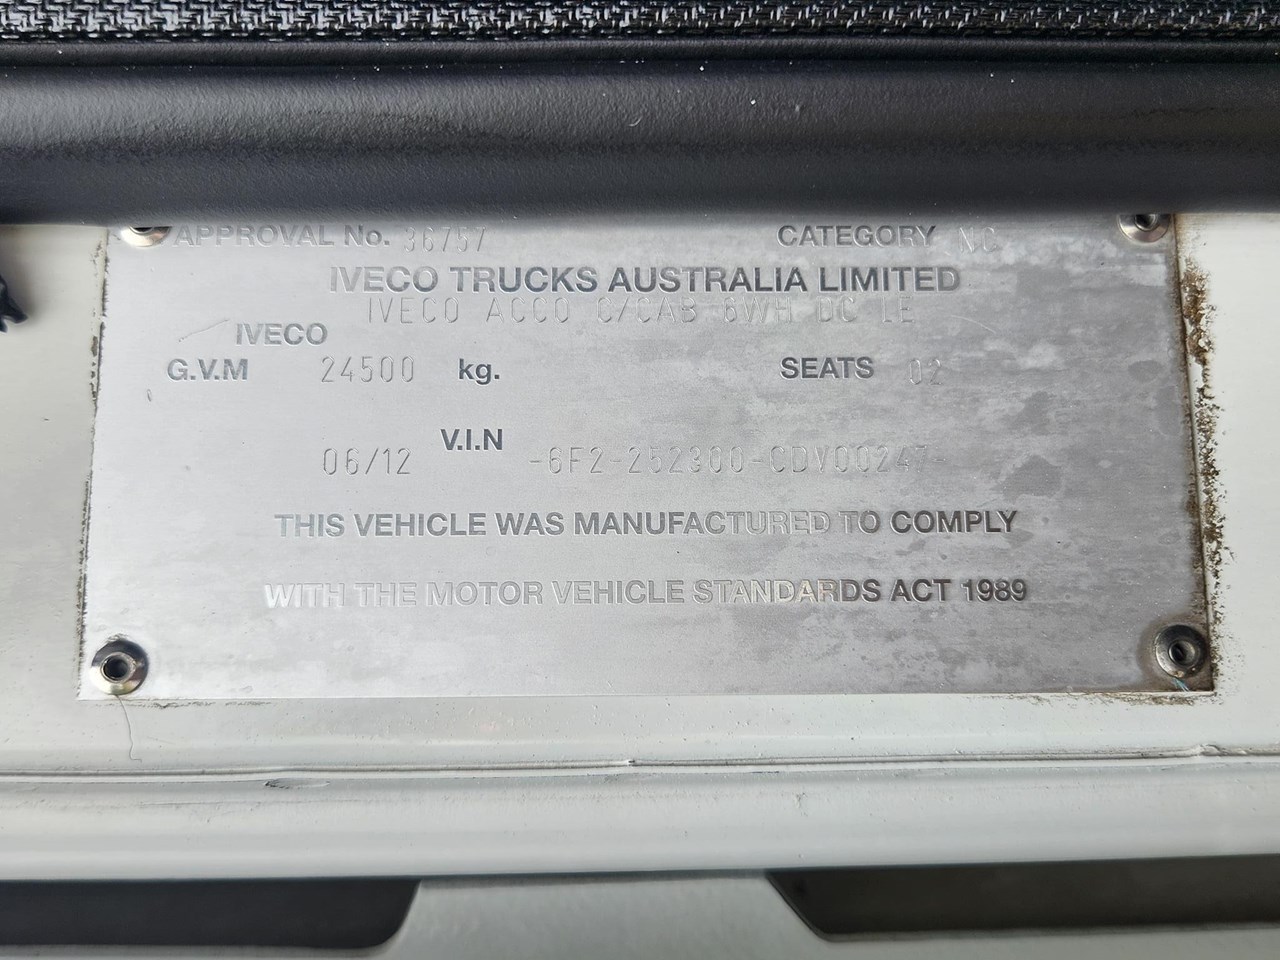 APPROVAL No. 36757 CATEGORY NC
IVECO TRUCKS AUSTRALIA LIMITED
IVECO ACCO C/CAB 6WH DC LE
IVECO
G.V.M 24500 kg. SEATS 02
V.I.N
06/12 -6F2-252300-CDV00247-
THIS VEHICLE WAS MANUFACTURED TO COMPLY
WITH THE MOTOR VEHICLE STANDARDS ACT 1989